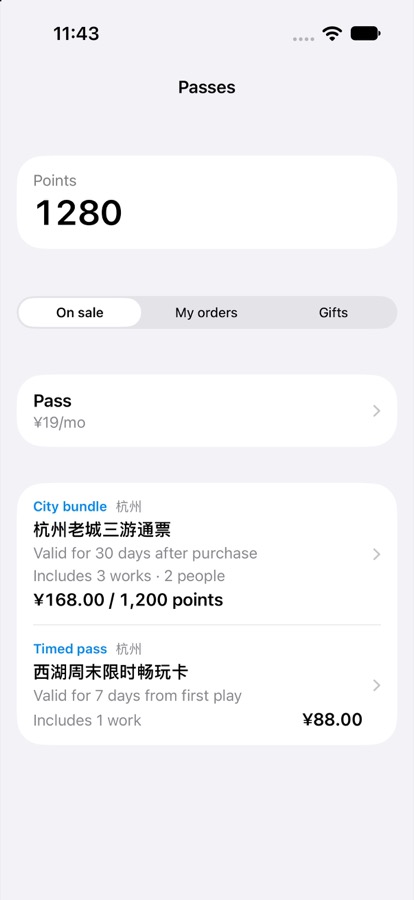 11:43
Passes
Points
1280
On sale My orders Gifts
Pass
¥19/mo
City bundle 杭州
杭州老城三游通票
Valid for 30 days after purchase
Includes 3 works · 2 people
¥168.00 / 1,200 points
Timed pass 杭州
西湖周末限时畅玩卡
Valid for 7 days from first play
Includes 1 work ¥88.00